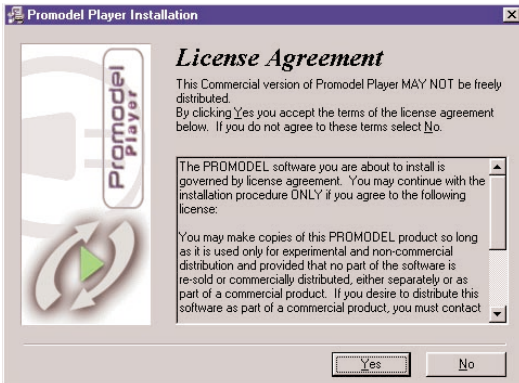 Promodel Player Installation
Promodel
Player
License Agreement
This Commercial version of Promodel Player MAY NOT be freely
distributed.
By clicking Yes you accept the terms of the license agreement
below. If you do not agree to these terms select No.
The PROMODEL software you are about to install is
governed by license agreement. You may continue with the
installation procedure ONLY if you agree to the following
license:
You may make copies of this PROMODEL product so long
as it is used only for experimental and non-commercial
distribution and provided that no part of the software is
re-sold or commercially distributed, either separately or as
part of a commercial product. If you desire to distribute this
software as part of a commercial product, you must contact
Yes
No